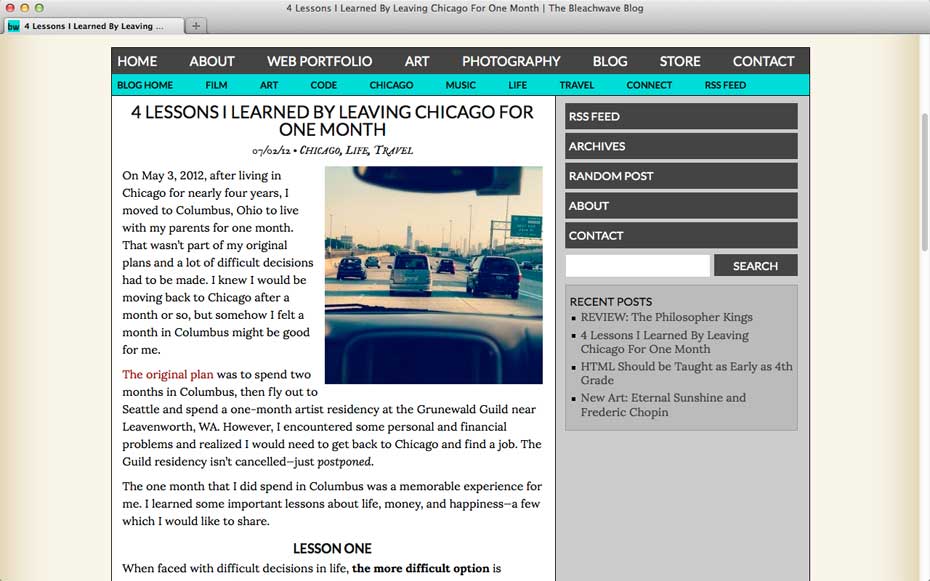 4 Lessons I Learned By Leaving Chicago For One Month | The Bleachwave Blog
bw 4 Lessons I Learned By Leaving ...
HOME ABOUT WEB PORTFOLIO ART PHOTOGRAPHY BLOG STORE CONTACT
BLOG HOME FILM ART CODE CHICAGO MUSIC LIFE TRAVEL CONNECT RSS FEED
4 LESSONS I LEARNED BY LEAVING CHICAGO FOR
ONE MONTH
07/02/12 • CHICAGO, LIFE, TRAVEL
On May 3, 2012, after living in
Chicago for nearly four years, I
moved to Columbus, Ohio to live
with my parents for one month.
That wasn't part of my original
plans and a lot of difficult decisions
had to be made. I knew I would be
moving back to Chicago after a
month or so, but somehow I felt a
month in Columbus might be good
for me.
The original plan was to spend two
months in Columbus, then fly out to
Seattle and spend a one-month artist residency at the Grunewald Guild near
Leavenworth, WA. However, I encountered some personal and financial
problems and realized I would need to get back to Chicago and find a job. The
Guild residency isn't cancelled—just postponed.
The one month that I did spend in Columbus was a memorable experience for
me. I learned some important lessons about life, money, and happiness—a few
which I would like to share.
LESSON ONE
When faced with difficult decisions in life, the more difficult option is
RSS FEED
ARCHIVES
RANDOM POST
ABOUT
CONTACT
SEARCH
RECENT POSTS
REVIEW: The Philosopher Kings
4 Lessons I Learned By Leaving
Chicago For One Month
HTML Should be Taught as Early as 4th
Grade
New Art: Eternal Sunshine and
Frederic Chopin